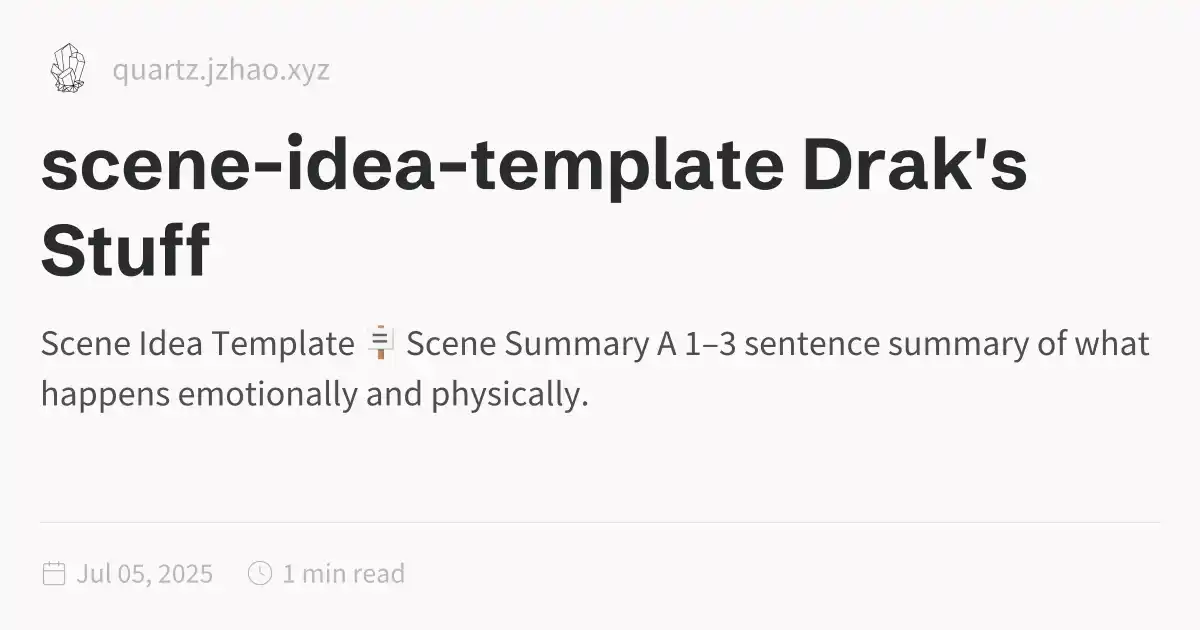 quartz.jzhao.xyz
scene-idea-template Drak's
Stuff
Scene Idea Template 🪧 Scene Summary A 1–3 sentence summary of what
happens emotionally and physically.
Jul 05, 2025 1 min read